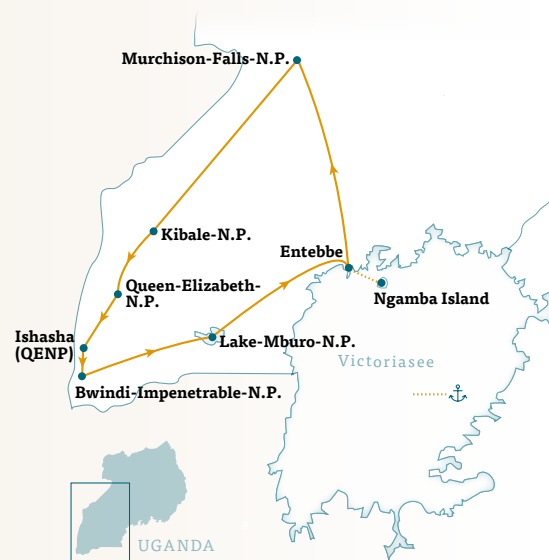 Murchison-Falls-N.P.
Kibale-N.P.
Entebbe
Queen-Elizabeth-
N.P.
Ngamba Island
Ishasha
(QENP)
Lake-Mburo-N.P.
Victoriasee
Bwindi-Impenetrable-N.P.
UGANDA